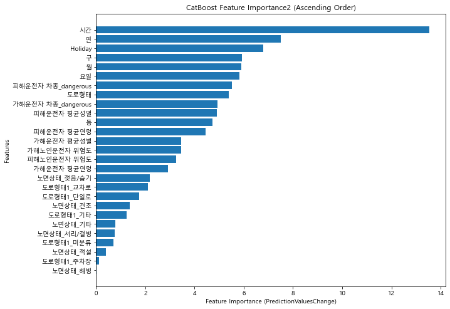 CatBoost Feature Importance2 (Ascending Order)
시간
연
Holiday
구
월
요일
피해운전자 차종_dangerous
도로형태
가해운전자 차종_dangerous
피해운전자 평균성별
동
피해운전자 평균연령
가해운전자 평균성별
가해노인운전자 위험도
피해노인운전자 위험도
가해운전자 평균연령
노면상태_젖음/습기
도로형태1_교차로
도로형태1_단일로
노면상태_건조
도로형태1_기타
노면상태_기타
노면상태_서리/결빙
도로형태1_미분류
노면상태_적설
도로형태1_주차장
노면상태_해빙
Features
0 2 4 6 8 10 12 14
Feature Importance (PredictionValuesChange)